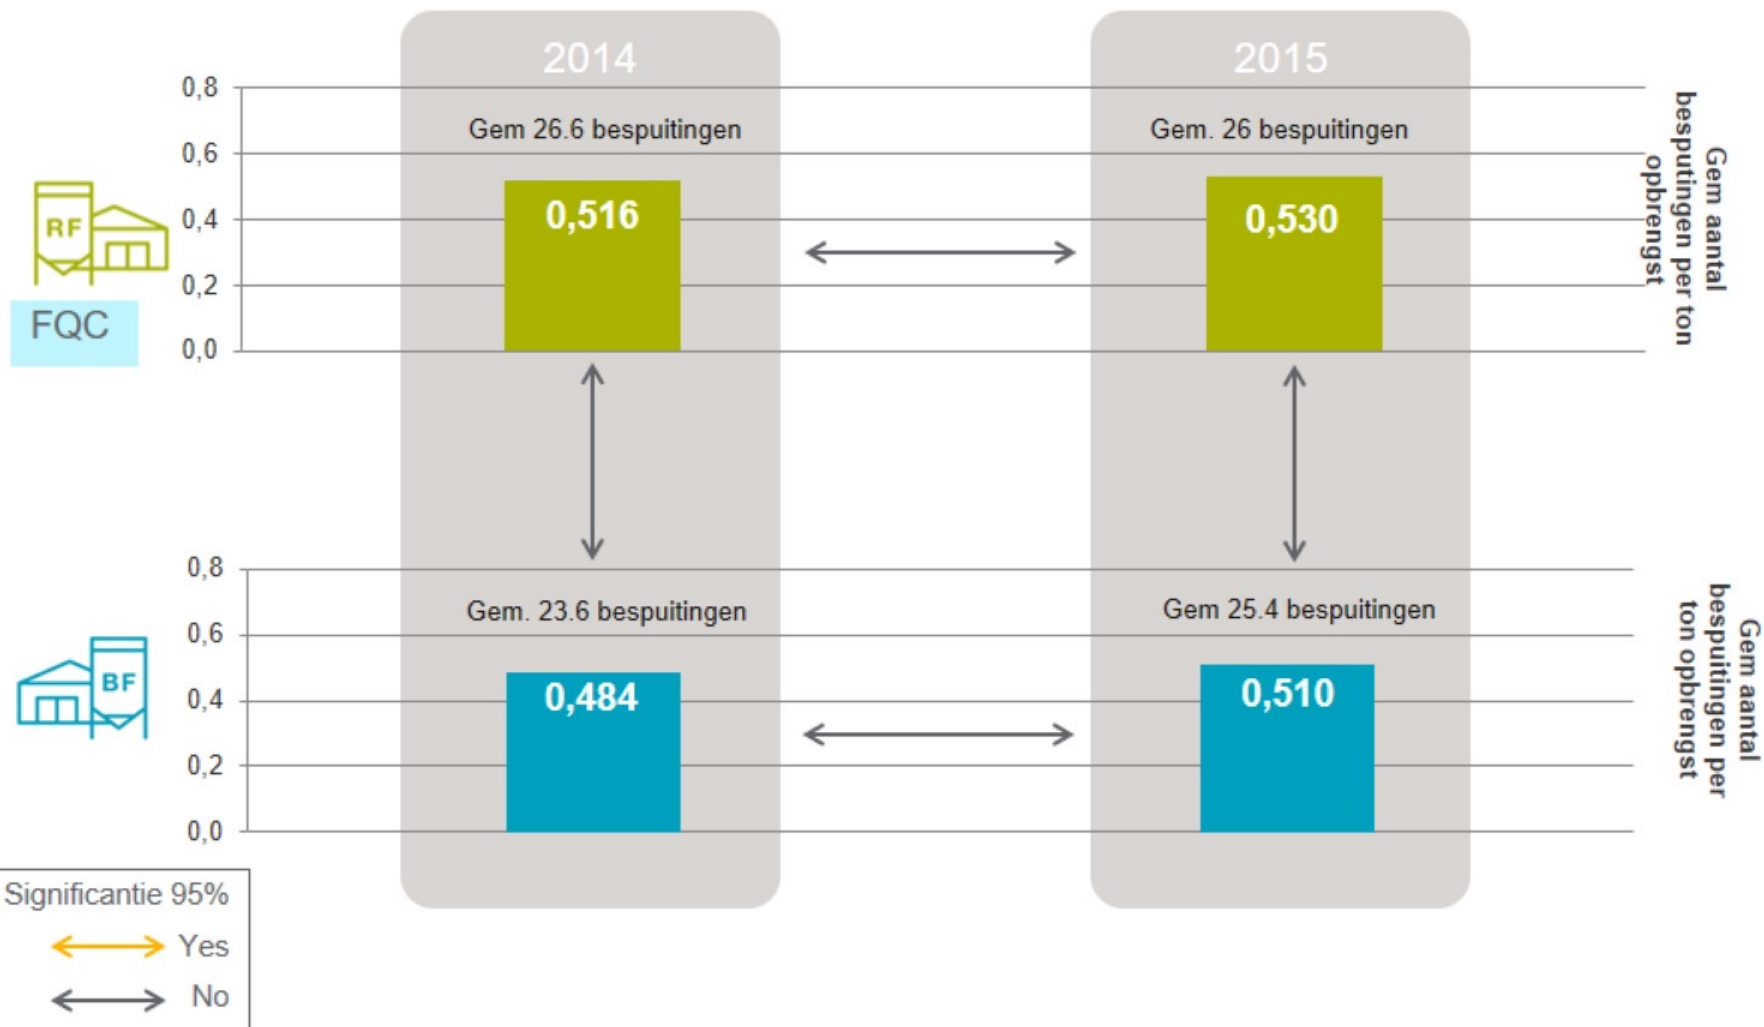 2014
2015
0,8
Gem 26.6 bespuitingen
Gem. 26 bespuitingen
0,6
0,516
0,530
0,4
RF
0,2
FQC
0,0
Gem aantal
besputingen per ton
opbrengst
0,8
Gem. 23.6 bespuitingen
Gem 25.4 bespuitingen
0,6
BF
0,484
0,510
0,4
0,2
0,0
Gem aantal
bespuitingen per
ton opbrengst
Significantie 95%
Yes
No